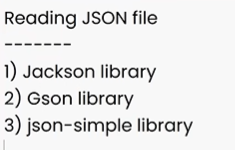 Reading JSON file
-------
1) Jackson library
2) Gson library
3) json-simple library